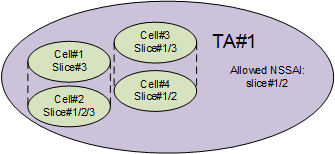 Cell#1
Slice#3
Cell#2
Slice#1/2/3
Cell#3
Slice#1/3
Cell#4
Slice#1/2
TA#1
Allowed NSSAI:
slice#1/2